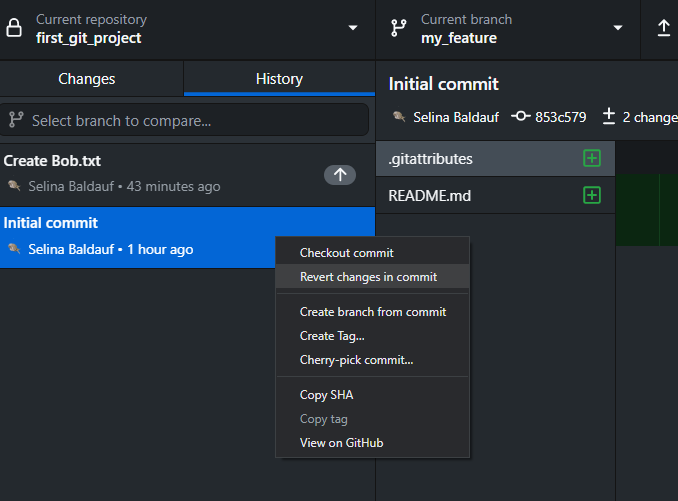 Current repository
first_git_project
Current branch
my_feature
Changes
History
Select branch to compare...
Create Bob.txt
Selina Baldauf • 43 minutes ago
Initial commit
Selina Baldauf • 1 hour ago
Checkout commit
Revert changes in commit
Create branch from commit
Create Tag...
Cherry-pick commit...
Copy SHA
Copy tag
View on GitHub
Initial commit
Selina Baldauf 853c579 2 change
.gitattributes
README.md